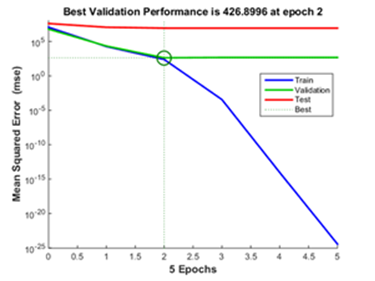 Best Validation Performance is 426.8996 at epoch 2
Mean Squared Error (mse)
10^5
10^0
10^-5
10^-10
10^-15
10^-20
10^-25
Train
Validation
Test
Best
0 0.5 1 1.5 2 2.5 3 3.5 4 4.5 5
5 Epochs